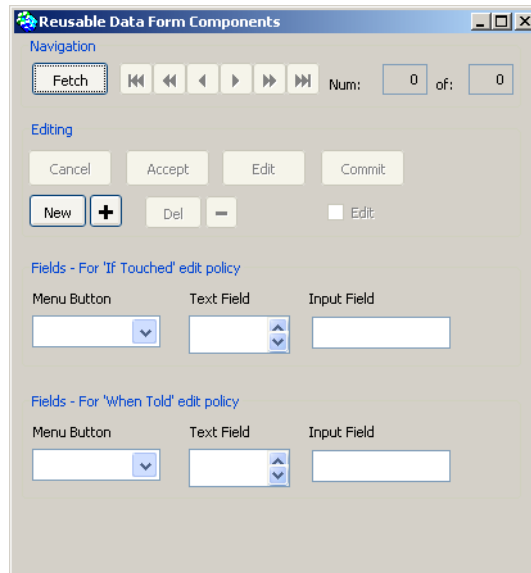 Reusable Data Form Components
Navigation
Fetch Num: 0 of: 0
Editing
Cancel Accept Edit Commit
New + Del - Edit
Fields - For 'If Touched' edit policy
Menu Button Text Field Input Field
Fields - For 'When Told' edit policy
Menu Button Text Field Input Field